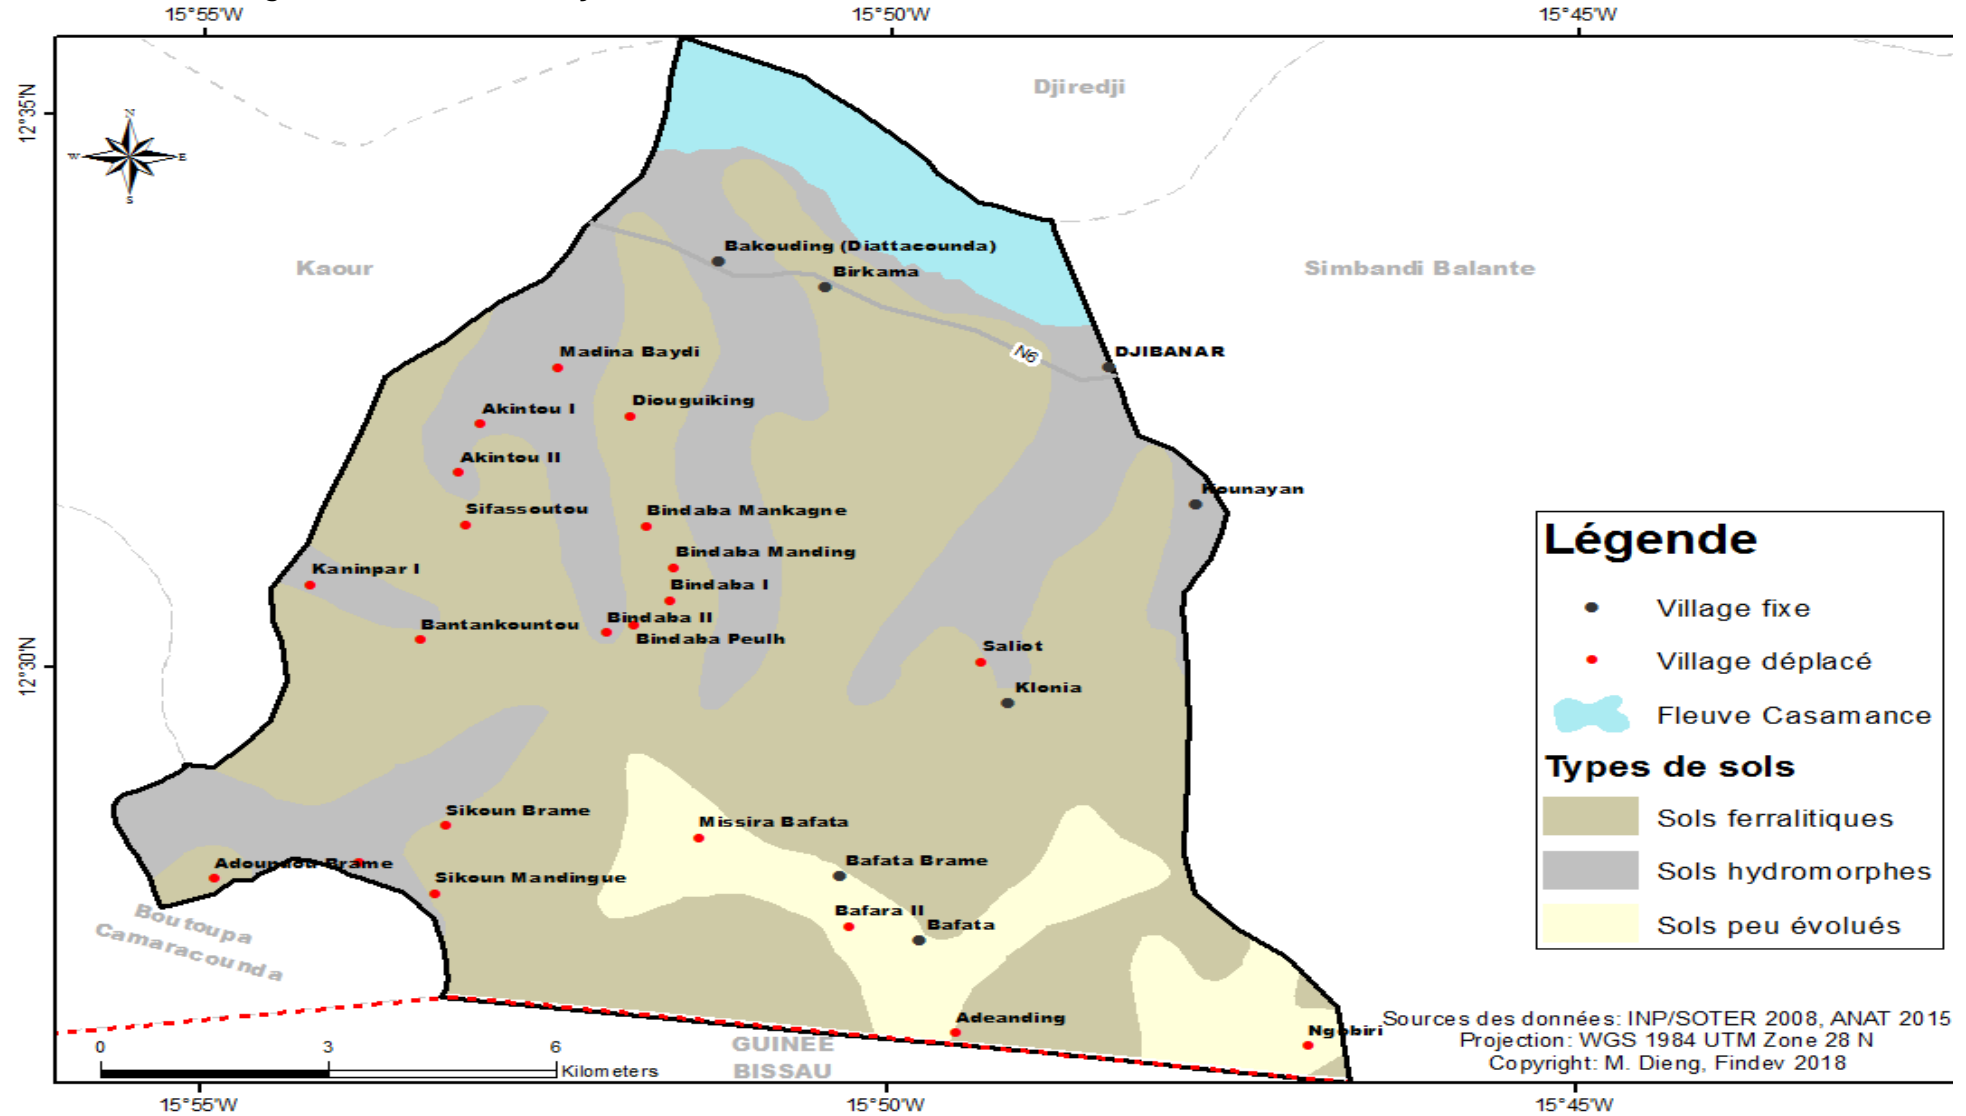 15°55'W
15°50'W
15°45'W
12°35'N
N
W
E
S
Djiredji
Kaour
Bakouding (Diattacounda)
Birkama
Simbandi Balante
N6
DJIBANAR
Madina Baydi
Diouguiking
Akintou I
Akintou II
Kounayan
Sifassoutou
Bindaba Mankagne
Bindaba Manding
Kaninpar I
Bindaba I
Bantankountou
Bindaba II
Bindaba Peulh
12°30'N
Saliot
Klonia
Sikoun Brame
Missira Bafata
Bafata Brame
Brame
Sikoun Mandingue
Bafara II
Bafata
Boutoupa
Camaracounda
Adeanding
Ngobiri
GUINEE
BISSAU
0
3
6
Kilometers
Légende
Village fixe
Village déplacé
Fleuve Casamance
Types de sols
Sols ferralitiques
Sols hydromorphes
Sols peu évolués
Sources des données: INP/SOTER 2008, ANAT 2015
Projection: WGS 1984 UTM Zone 28 N
Copyright: M. Dieng, Findev 2018
15°55'W
15°50'W
15°45'W